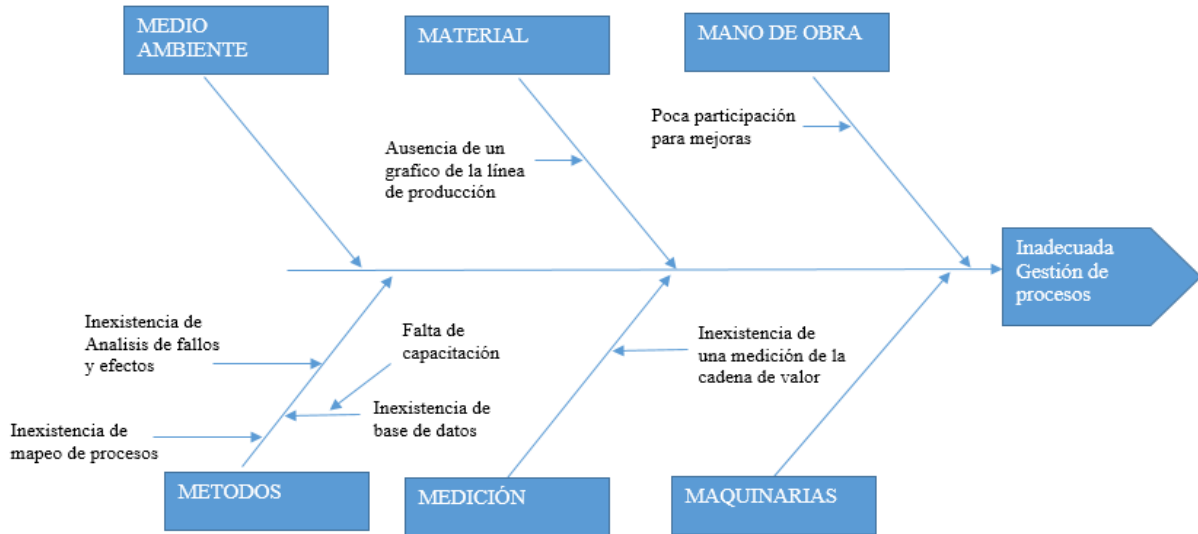 MEDIO
AMBIENTE
MATERIAL
MANO DE OBRA
Poca participación
para mejoras
Ausencia de un
grafico de la línea
de producción
Inadecuada
Gestión de
procesos
Inexistencia de
Analisis de fallos
y efectos
Falta de
capacitación
Inexistencia de
una medición de la
cadena de valor
Inexistencia de
base de datos
Inexistencia de
mapeo de procesos
METODOS
MEDICIÓN
MAQUINARIAS